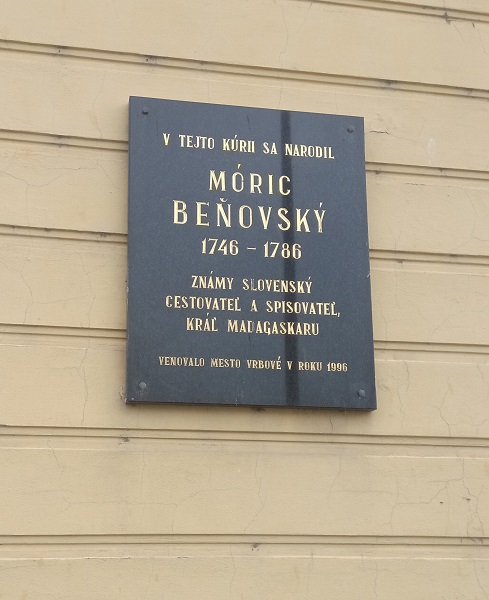 V TEJTO KÚRII SA NARODIL
MÓRIC
BEŇOVSKÝ
1746 – 1786
ZNÁMY SLOVENSKÝ
CESTOVATEĽ A SPISOVATEĽ,
KRÁĽ MADAGASKARU
VENOVALO MESTO VRBOVÉ V ROKU 1996